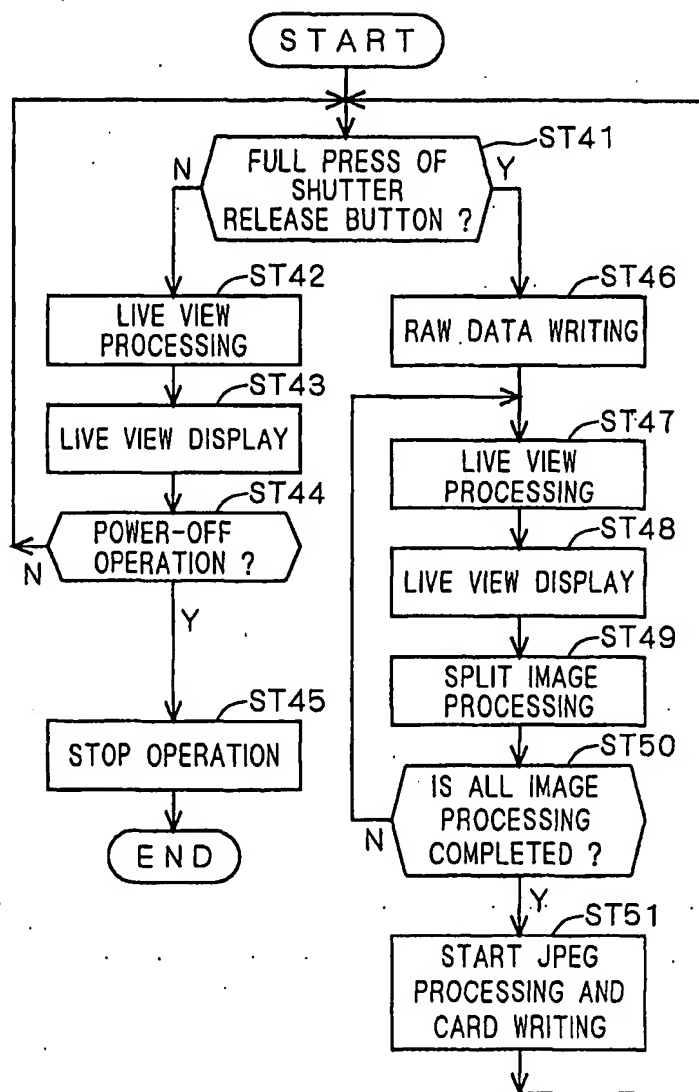 START
ST41
N
FULL PRESS OF
Y
SHUTTER
RELEASE BUTTON ?
ST42
LIVE VIEW
PROCESSING
ST43
LIVE VIEW DISPLAY
ST44
POWER-OFF
OPERATION ?
N
Y
ST45
STOP OPERATION
END
ST46
RAW DATA WRITING
ST47
LIVE VIEW
PROCESSING
ST48
LIVE VIEW DISPLAY
ST49
SPLIT IMAGE
PROCESSING
ST50
IS ALL IMAGE
PROCESSING
COMPLETED ?
N
Y
ST51
START JPEG
PROCESSING AND
CARD WRITING